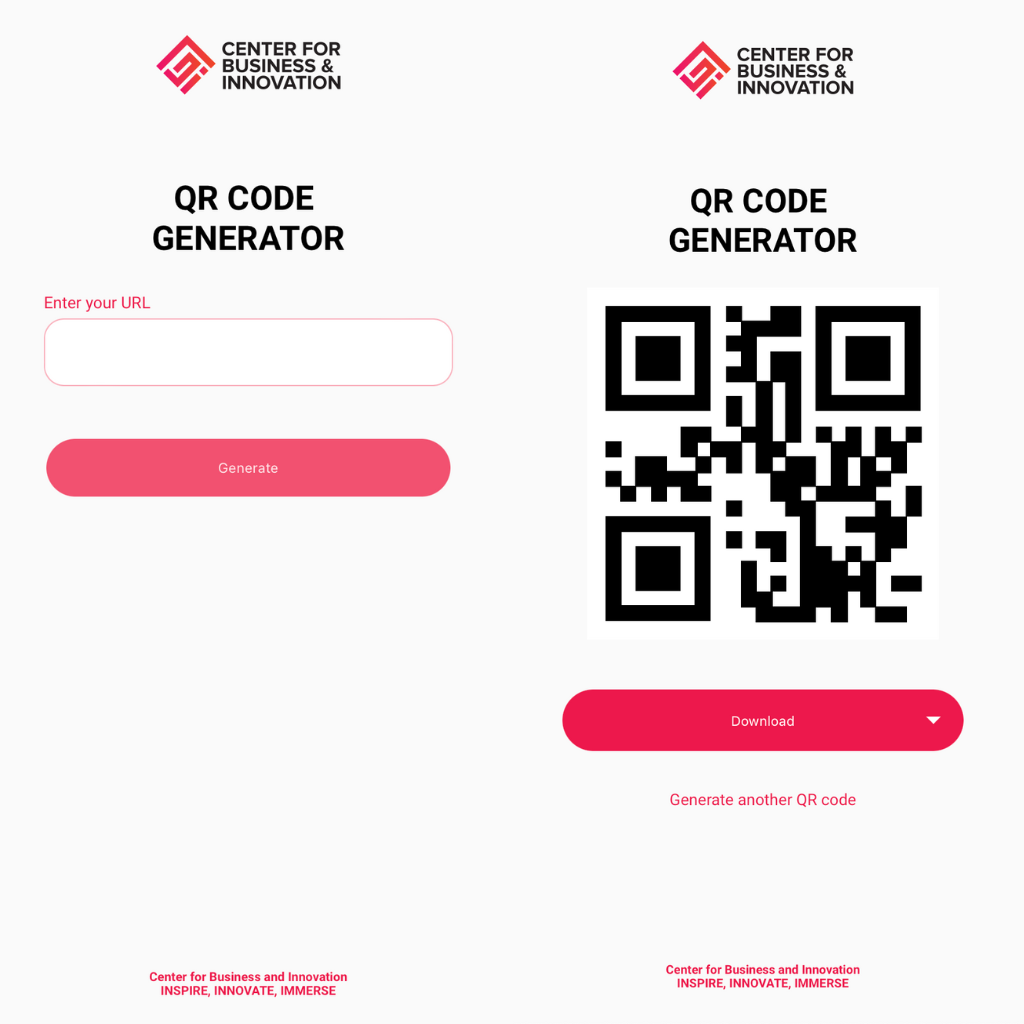 CENTER FOR
BUSINESS &
INNOVATION
QR CODE
GENERATOR
Enter your URL
Generate
Center for Business and Innovation
INSPIRE, INNOVATE, IMMERSE
CENTER FOR
BUSINESS &
INNOVATION
QR CODE
GENERATOR
Download
Generate another QR code
Center for Business and Innovation
INSPIRE, INNOVATE, IMMERSE